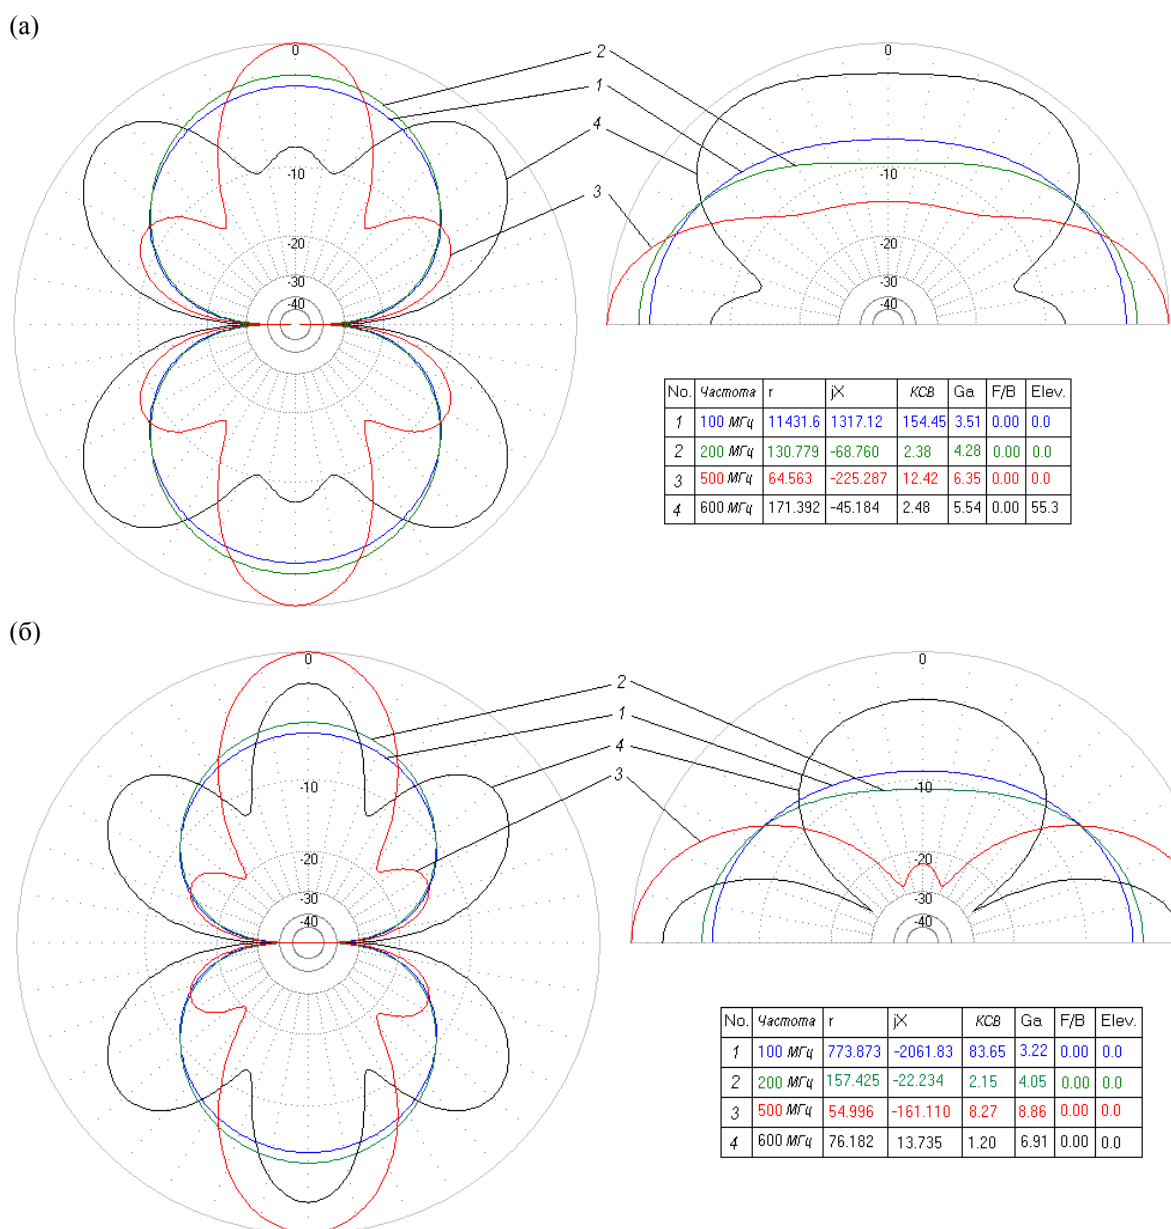 (а)
0
-10
-20
-30
-40
2
1
4
3
0
-10
-20
-30
-40
No. Частота r jX КСВ Ga F/B Elev.
1 100 МГц 11431.6 1317.12 154.45 3.51 0.00 0.0
2 200 МГц 130.779 -68.760 2.38 4.28 0.00 0.0
3 500 МГц 64.563 -225.287 12.42 6.35 0.00 0.0
4 600 МГц 171.392 -45.184 2.48 5.54 0.00 55.3
(б)
0
-10
-20
-30
-40
2
1
4
3
0
-10
-20
-30
-40
No. Частота r jX КСВ Ga F/B Elev.
1 100 МГц 773.873 -2061.83 83.65 3.22 0.00 0.0
2 200 МГц 157.425 -22.234 2.15 4.05 0.00 0.0
3 500 МГц 54.996 -161.110 8.27 8.86 0.00 0.0
4 600 МГц 76.182 13.735 1.20 6.91 0.00 0.0